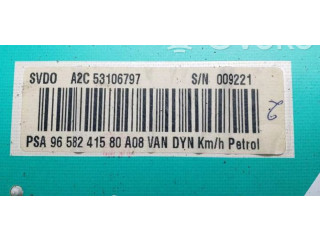 SVDO A2C 53106797 S/N 009221
PSA 96 582 415 80 A08 VAN DYN Km/h Petrol